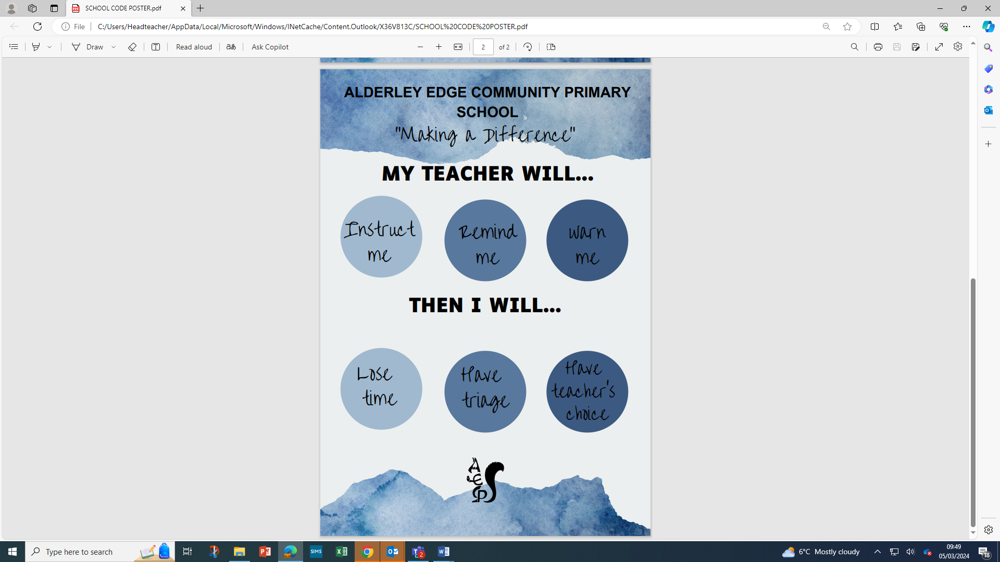 SCHOOL CODE POSTER.pdf
File
C:/Users/Headteacher/AppData/Local/Microsoft/Windows/INetCache/Content.Outlook/X36V813C/SCHOOL%20CODE%20POSTER.pdf
Draw
Read aloud
Ask Copilot
2 of 2
ALDERLEY EDGE COMMUNITY PRIMARY
SCHOOL
"Making a Difference"
MY TEACHER WILL...
Instruct
me
Remind
me
Warn
me
THEN I WILL...
Lose
time
Have
triage
Have
teacher's
choice
AECPS
Type here to search
SIMS
2
6°C Mostly cloudy
09:49
05/03/2024
18